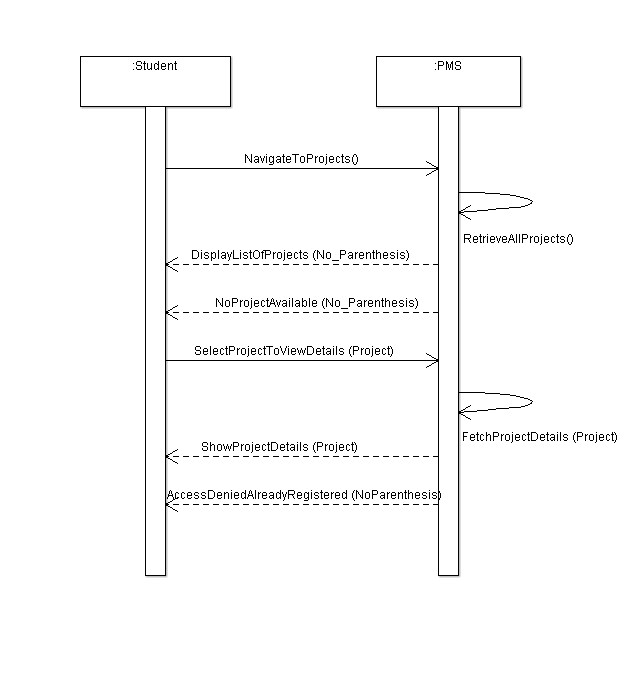 :Student
:PMS
NavigateToProjects()
RetrieveAllProjects()
DisplayListOfProjects (No_Parenthesis)
NoProjectAvailable (No_Parenthesis)
SelectProjectToViewDetails (Project)
FetchProjectDetails (Project)
ShowProjectDetails (Project)
AccessDeniedAlreadyRegistered (NoParenthesis)